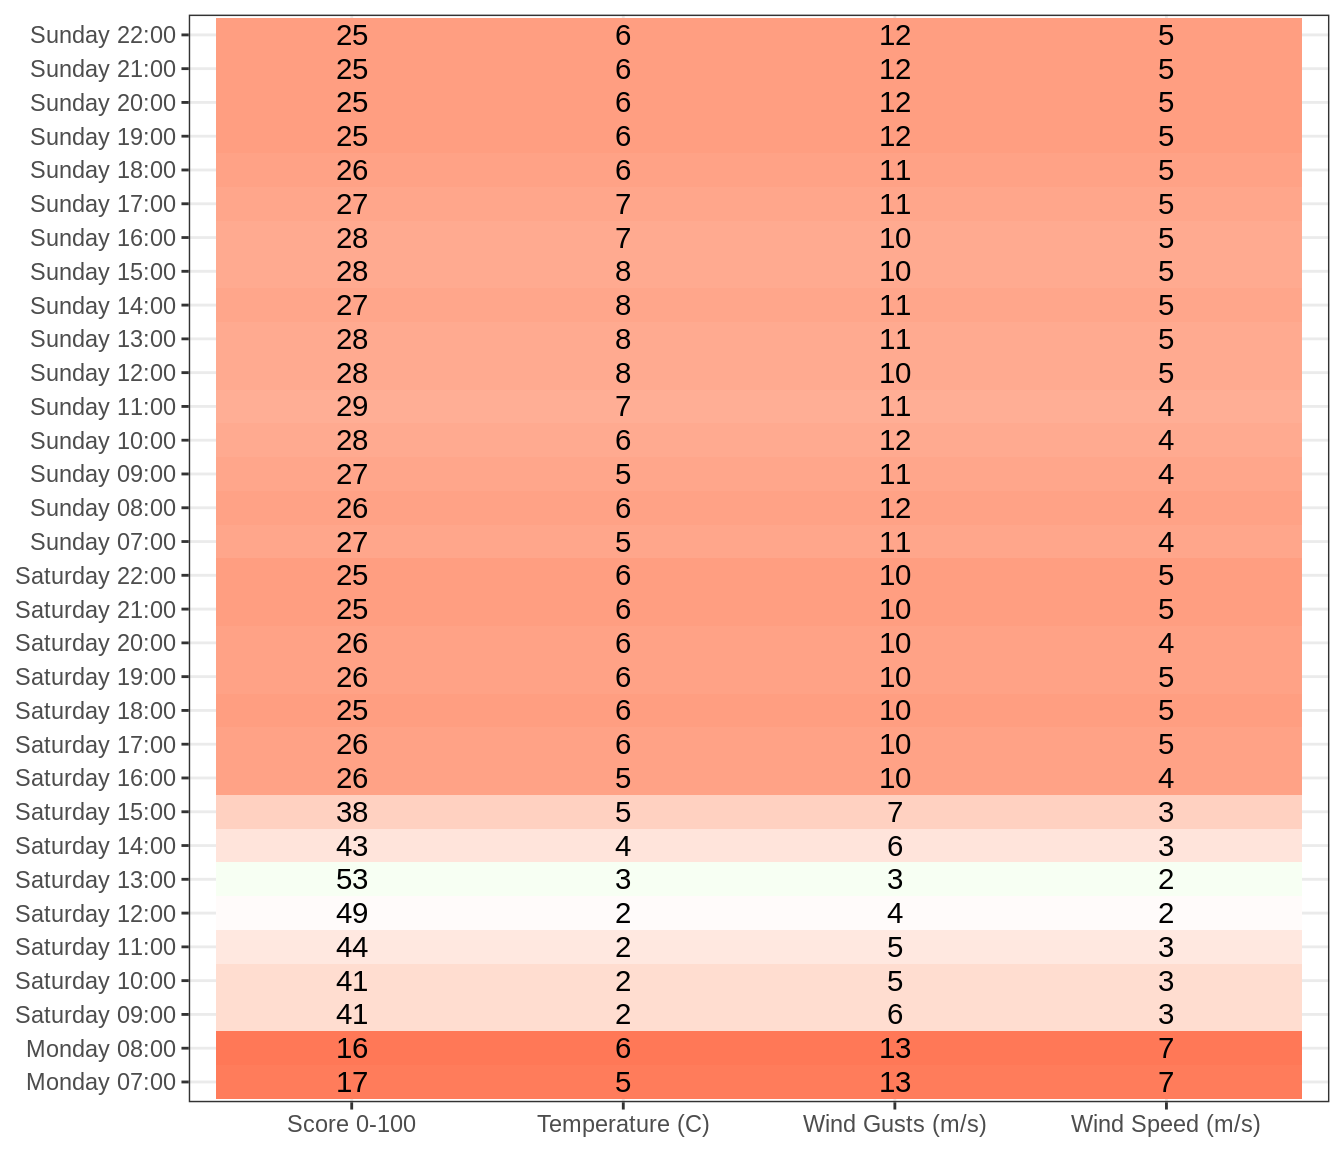 Sunday 22:00 25 6 12 5
Sunday 21:00 25 6 12 5
Sunday 20:00 25 6 12 5
Sunday 19:00 25 6 12 5
Sunday 18:00 26 6 11 5
Sunday 17:00 27 7 11 5
Sunday 16:00 28 7 10 5
Sunday 15:00 28 8 10 5
Sunday 14:00 27 8 11 5
Sunday 13:00 28 8 11 5
Sunday 12:00 28 8 10 5
Sunday 11:00 29 7 11 4
Sunday 10:00 28 6 12 4
Sunday 09:00 27 5 11 4
Sunday 08:00 26 6 12 4
Sunday 07:00 27 5 11 4
Saturday 22:00 25 6 10 5
Saturday 21:00 25 6 10 5
Saturday 20:00 26 6 10 4
Saturday 19:00 26 6 10 5
Saturday 18:00 25 6 10 5
Saturday 17:00 26 6 10 5
Saturday 16:00 26 5 10 4
Saturday 15:00 38 5 7 3
Saturday 14:00 43 4 6 3
Saturday 13:00 53 3 3 2
Saturday 12:00 49 2 4 2
Saturday 11:00 44 2 5 3
Saturday 10:00 41 2 5 3
Saturday 09:00 41 2 6 3
Monday 08:00 16 6 13 7
Monday 07:00 17 5 13 7
Score 0-100 Temperature (C) Wind Gusts (m/s) Wind Speed (m/s)